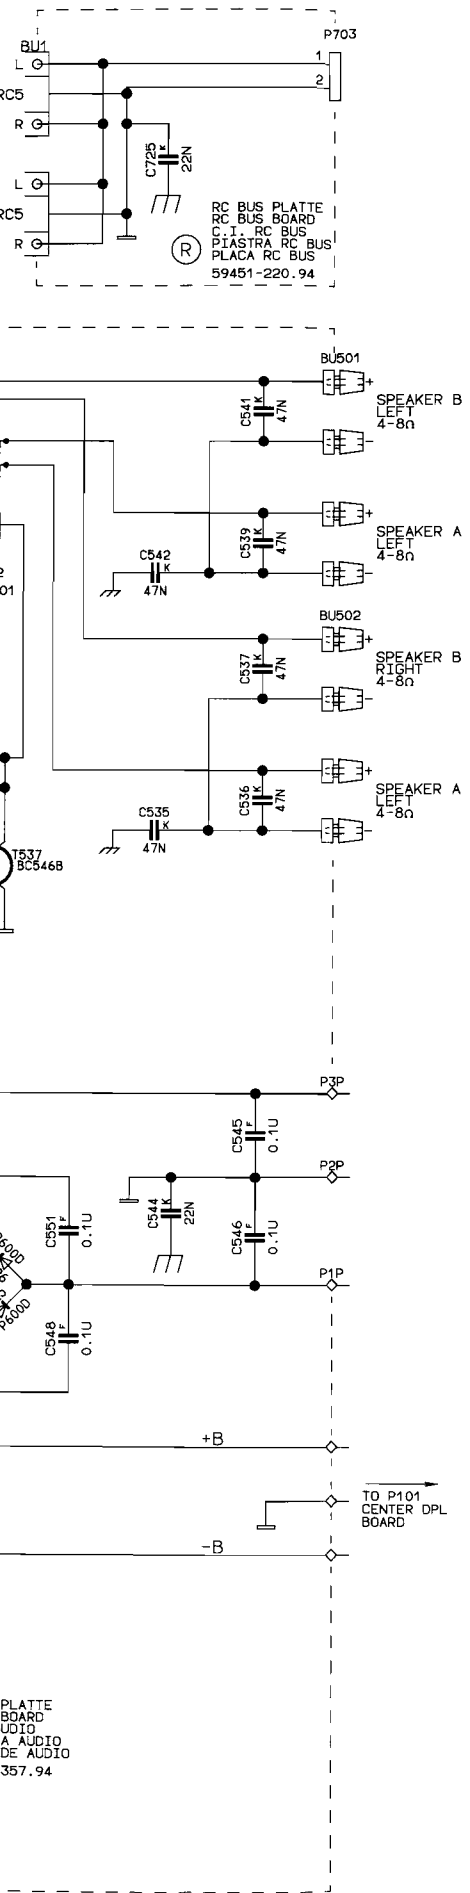 P703
BU1
L
1
2
RC5
R
C725
K
22N
L
RC5
R
R
RC BUS PLATTE
RC BUS BOARD
C.I. RC BUS
PIASTRA RC BUS
PLACA RC BUS
59451-220.94
BU501
+
C541
K
47N
SPEAKER B
LEFT
4-8Ω
-
+
C539
K
47N
SPEAKER A
LEFT
4-8Ω
-
C542
K
47N
2
01
BU502
+
C537
K
47N
SPEAKER B
RIGHT
4-8Ω
-
+
C536
K
47N
SPEAKER A
LEFT
4-8Ω
-
C535
K
47N
T537
BC546B
P3P
C545
F
0.1U
P2P
C544
K
22N
C546
F
0.1U
C551
F
0.1U
P600D
P1P
P600D
C548
F
0.1U
+B
TO P101
CENTER DPL
BOARD
-B
PLATTE
BOARD
UDIO
A AUDIO
DE AUDIO
357.94